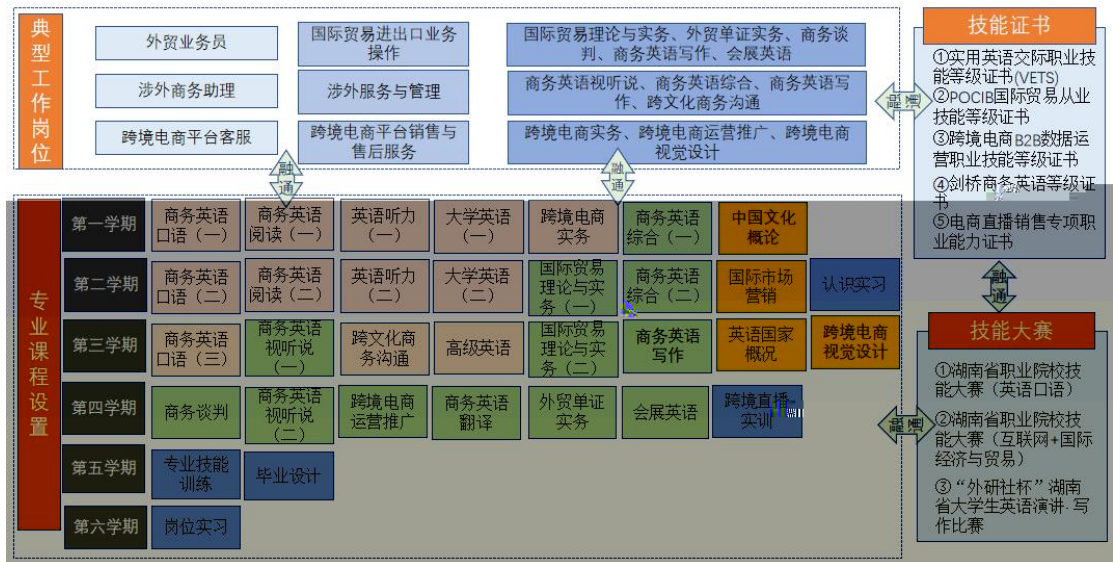 典型工作岗位
外贸业务员
涉外商务助理
跨境电商平台客服
国际贸易进出口业务
操作
涉外服务与管理
跨境电商平台销售与
售后服务
国际贸易理论与实务、外贸单证实务、商务谈
判、商务英语写作、会展英语
商务英语视听说、商务英语综合、商务英语写
作、跨文化商务沟通
跨境电商实务、跨境电商运营推广、跨境电商
视觉设计
融通
融通
融通
技能证书
①实用英语交际职业技
能等级证书(VETS)
②POCIB国际贸易从业
技能等级证书
③跨境电商B2B数据运
营职业技能等级证书
④剑桥商务英语等级证
书
⑤电商直播销售专项职
业能力证书
融通
专业课程设置
第一学期
商务英语
口语（一）
商务英语
阅读（一）
英语听力
（一）
大学英语
（一）
跨境电商
实务
商务英语
综合（一）
中国文化
概论
第二学期
商务英语
口语（二）
商务英语
阅读（二）
英语听力
（二）
大学英语
（二）
国际贸易
理论与实
务（一）
商务英语
综合（二）
国际市场
营销
认识实习
第三学期
商务英语
口语（三）
商务英语
视听说
（一）
跨文化商
务沟通
高级英语
国际贸易
理论与实
务（二）
商务英语
写作
英语国家
概况
跨境电商
视觉设计
第四学期
商务谈判
商务英语
视听说
（二）
跨境电商
运营推广
商务英语
翻译
外贸单证
实务
会展英语
跨境直播
实训
第五学期
专业技能
训练
毕业设计
第六学期
岗位实习
融通
技能大赛
①湖南省职业院校技
能大赛（英语口语）
②湖南省职业院校技
能大赛（互联网+国际
经济与贸易）
③“外研社杯”湖南
省大学生英语演讲·写
作比赛